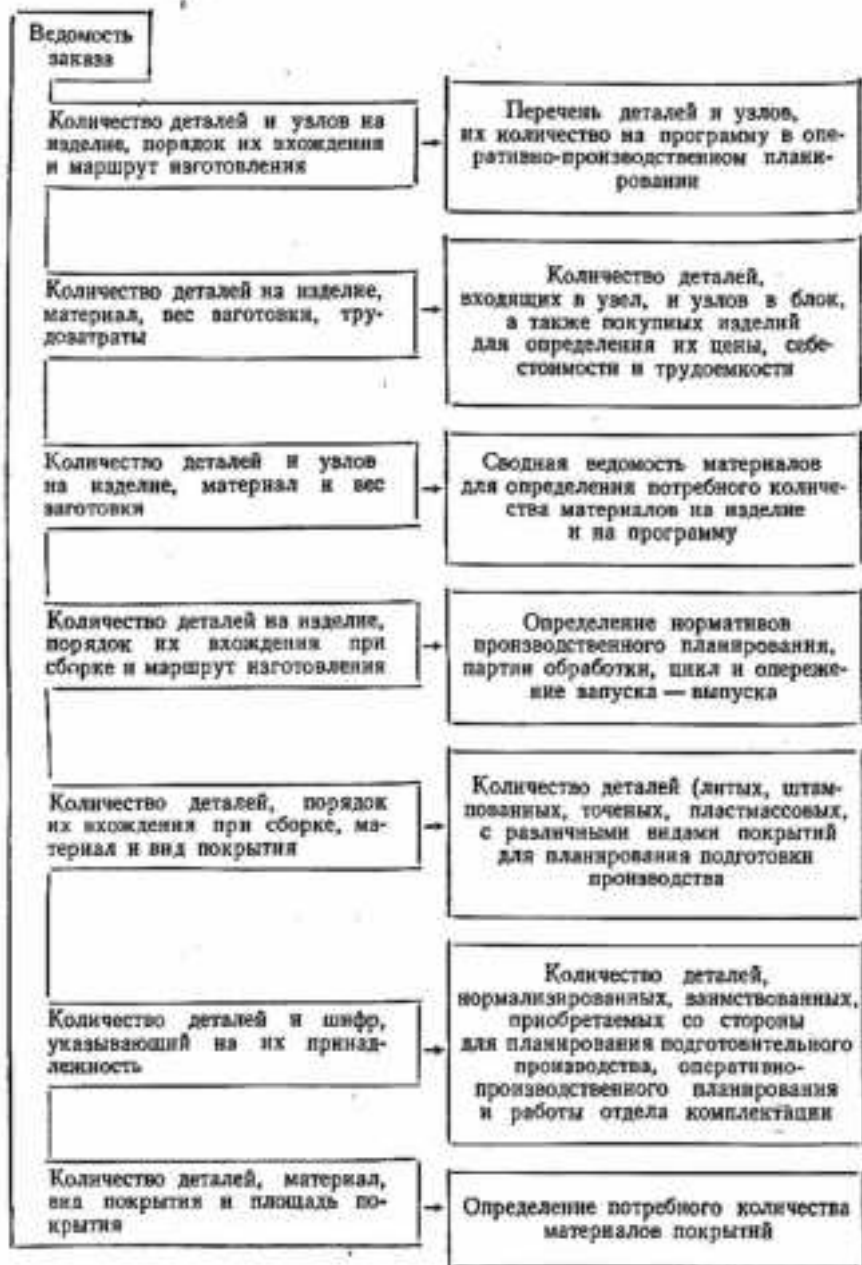 Ведомость
заказа
Количество деталей и узлов на
изделие, порядок их вхождения
и маршрут изготовления
Перечень деталей и узлов,
их количество на программу в опе-
ративно-производственном плани-
ровании
Количество деталей на изделие,
материал, вес заготовки, тру-
дозатраты
Количество деталей,
входящих в узел, и узлов в блок,
а также покупных изделий
для определения их цены, себе-
стоимости и трудоемкости
Количество деталей и узлов
на изделие, материал и вес
заготовки
Сводная ведомость материалов
для определения потребного количе-
ства материалов на изделие
и на программу
Количество деталей на изделие,
порядок их вхождения при
сборке и маршрут изготовления
Определение нормативов
производственного планирования,
партии обработки, цикл и опереже-
ние запуска — выпуска
Количество деталей, порядок
их вхождения при сборке, ма-
териал и вид покрытия
Количество деталей (литых, штам-
пованных, точеных, пластмассовых,
с различными видами покрытий
для планирования подготовки
производства
Количество деталей и шифр,
указывающий на их принад-
лежность
Количество деталей,
нормализированных, заимствованных,
приобретаемых со стороны
для планирования подготовительного
производства, оперативно-
производственного планирования
и работы отдела комплектации
Количество деталей, материал,
вид покрытия и площадь по-
крытия
Определение потребного количества
материалов покрытий